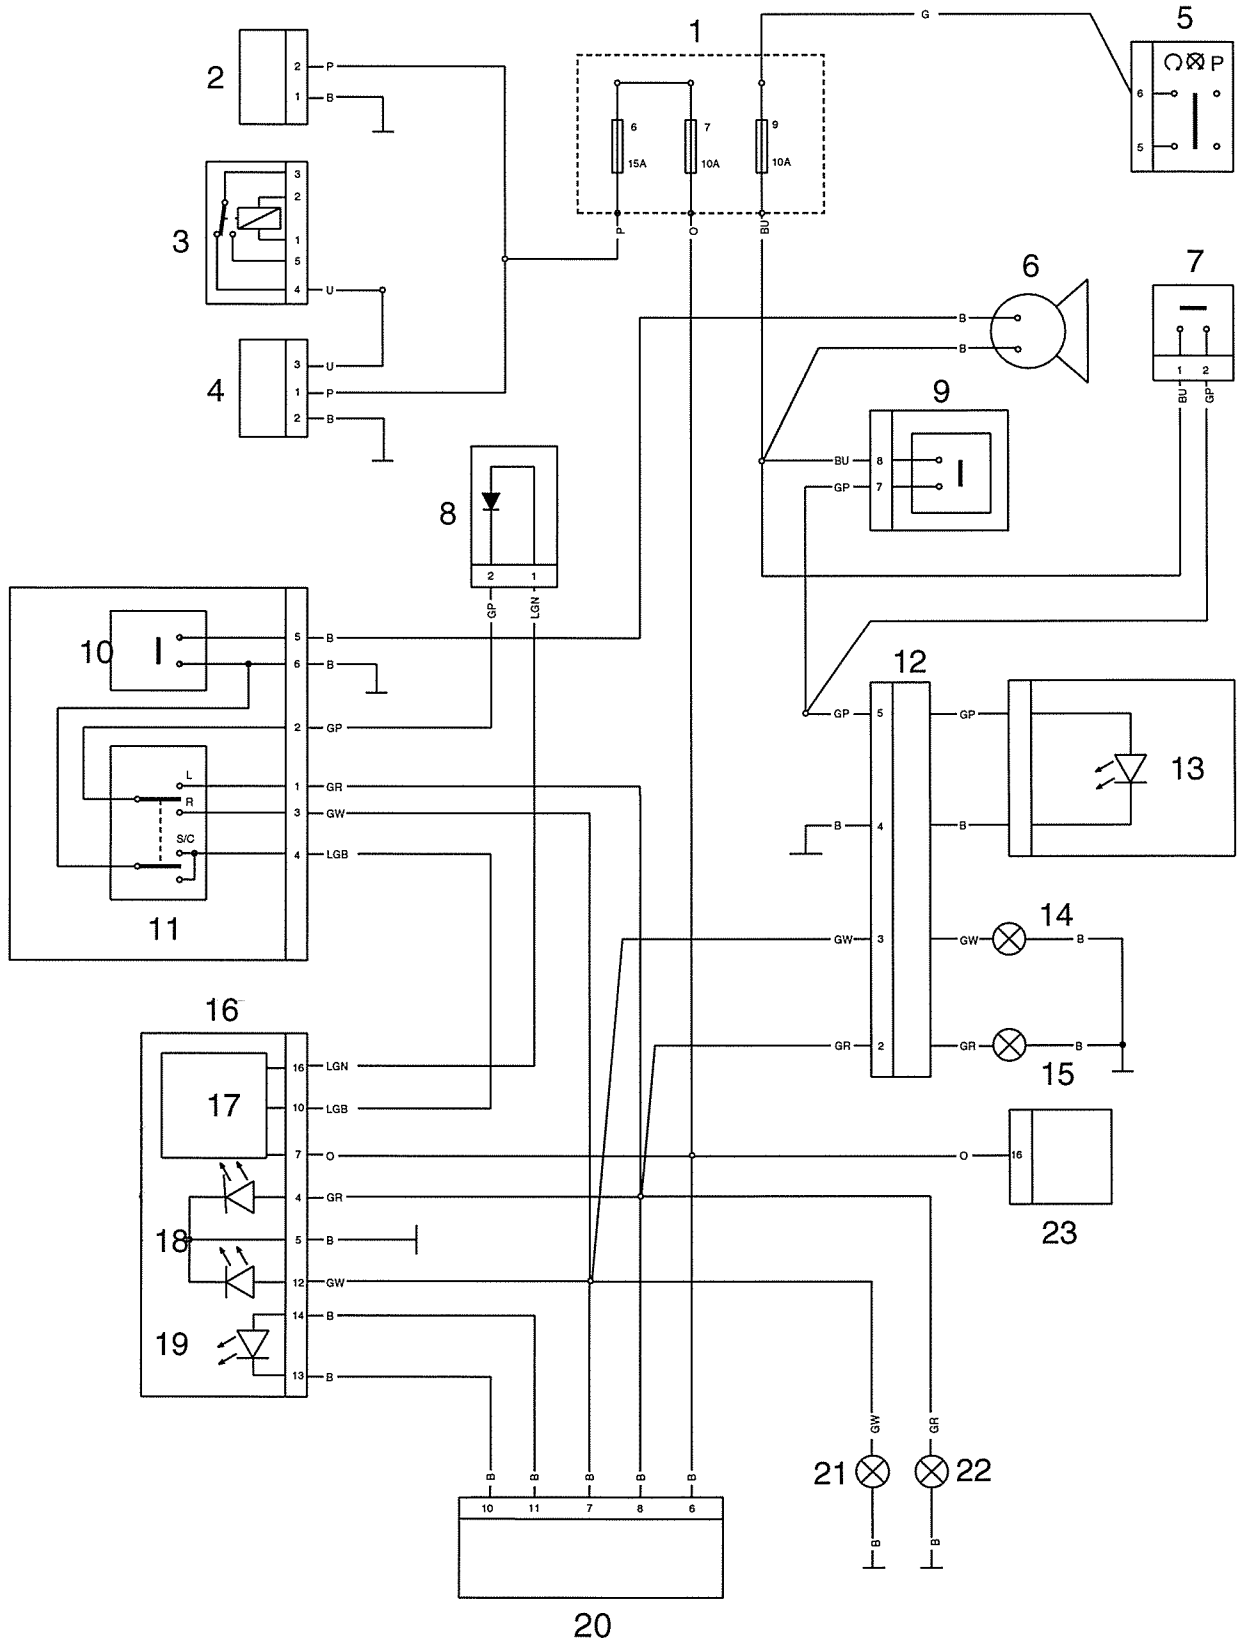 G
1
5
P
2
2 P
1 B
6
5
6
15A
7
10A
9
10A
3
3
2
1
5
4 U
P
O
BU
6
B
B
7
1 2
BU GP
4
3 U
1 P
2 B
9
BU 8
GP 7
8
2 1
GP LGN
10
5 B
6 B
2 GP
L
R
S/C
1 GR
3 GW
4 LGB
11
12
GP 5 GP
B 4 B
13
GW 3 GW
14
B
GR 2 GR
15
B
16
17
16 LGN
10 LGB
7 O
4 GR
18
5 B
12 GW
19
14 B
13 B
O 16
23
GW GR
21 22
B B
B B B B B
10 11 7 8 6
20